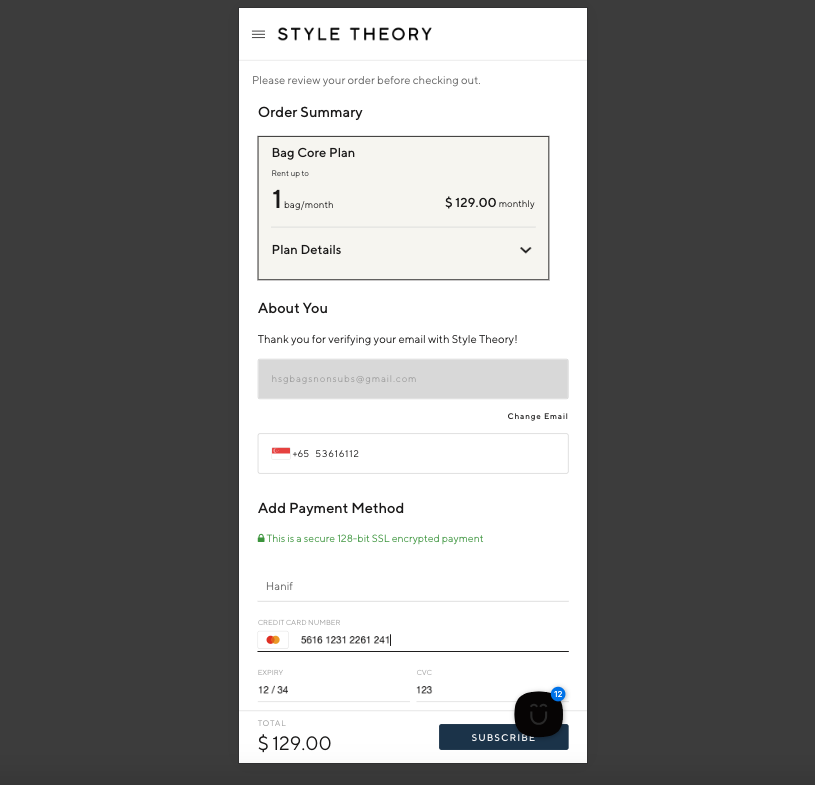 STYLE THEORY
Please review your order before checking out.
Order Summary
Bag Core Plan
Rent up to
1 bag/month
$ 129.00 monthly
Plan Details
About You
Thank you for verifying your email with Style Theory!
hsgbagsnonsubs@gmail.com
Change Email
+65 53616112
Add Payment Method
This is a secure 128-bit SSL encrypted payment
Hanif
CREDIT CARD NUMBER
5616 1231 2261 241
EXPIRY
CVC
12 / 34
123
12
TOTAL
$ 129.00
SUBSCRIBE